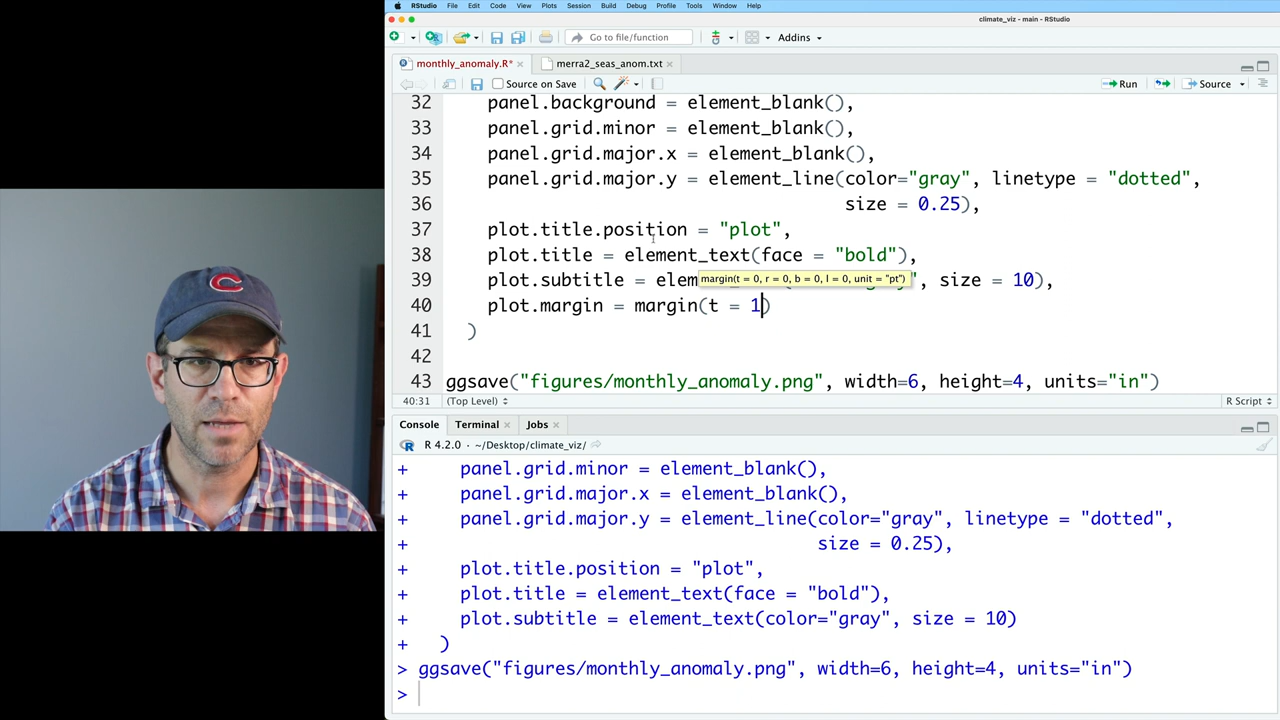 RStudio File Edit Code View Plots Session Build Debug Profile Tools Window Help
climate_viz - main - RStudio
Go to file/function Addins
monthly_anomaly.R* merra2_seas_anom.txt
Source on Save Run Source
32 panel.background = element_blank(),
33 panel.grid.minor = element_blank(),
34 panel.grid.major.x = element_blank(),
35 panel.grid.major.y = element_line(color="gray", linetype = "dotted",
36 size = 0.25),
37 plot.title.position = "plot",
38 plot.title = element_text(face = "bold"),
margin(t = 0, r = 0, b = 0, l = 0, unit = "pt")
39 plot.subtitle = elem ", size = 10),
40 plot.margin = margin(t = 1)
41 )
42
43 ggsave("figures/monthly_anomaly.png", width=6, height=4, units="in")
40:31 (Top Level) R Script
Console Terminal Jobs
R 4.2.0 · ~/Desktop/climate_viz/
+ panel.grid.minor = element_blank(),
+ panel.grid.major.x = element_blank(),
+ panel.grid.major.y = element_line(color="gray", linetype = "dotted",
+ size = 0.25),
+ plot.title.position = "plot",
+ plot.title = element_text(face = "bold"),
+ plot.subtitle = element_text(color="gray", size = 10)
+ )
> ggsave("figures/monthly_anomaly.png", width=6, height=4, units="in")
>